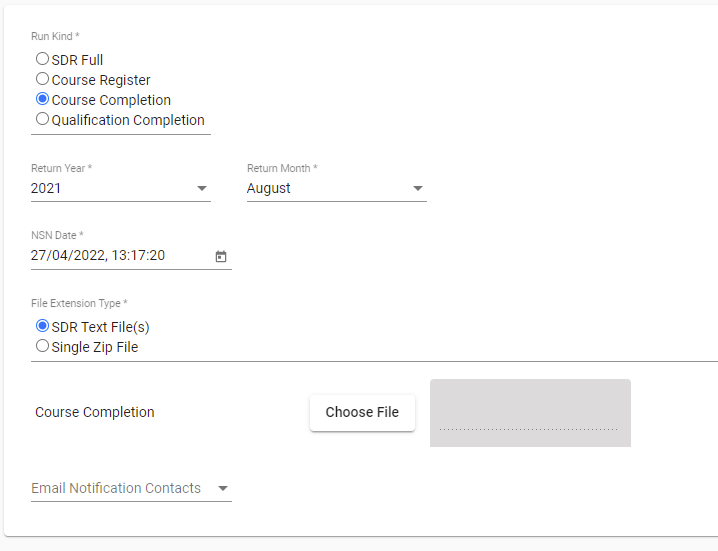 Run Kind *
SDR Full
Course Register
Course Completion
Qualification Completion
Return Year * Return Month *
2021 August
NSN Date *
27/04/2022, 13:17:20
File Extension Type *
SDR Text File(s)
Single Zip File
Course Completion Choose File
Email Notification Contacts